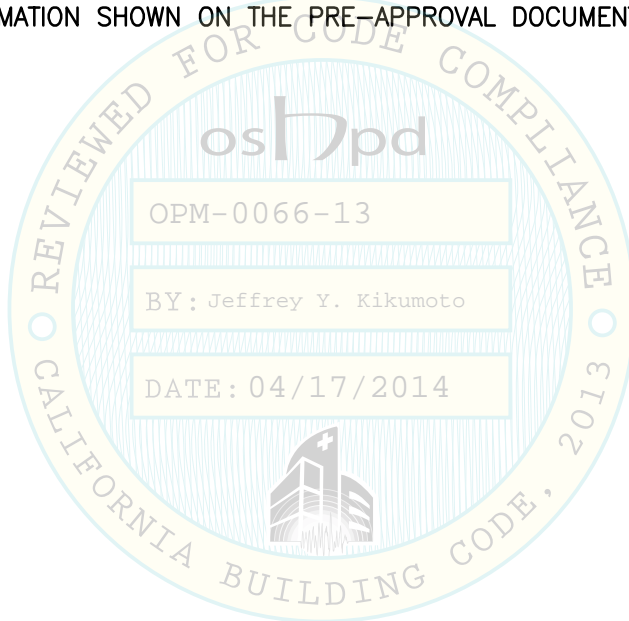 MATION SHOWN ON THE PRE-APPROVAL DOCUMENT
REVIEWED FOR CODE COMPLIANCE
oshpd
OPM-0066-13
BY: Jeffrey Y. Kikumoto
DATE: 04/17/2014
CALIFORNIA BUILDING CODE, 2013